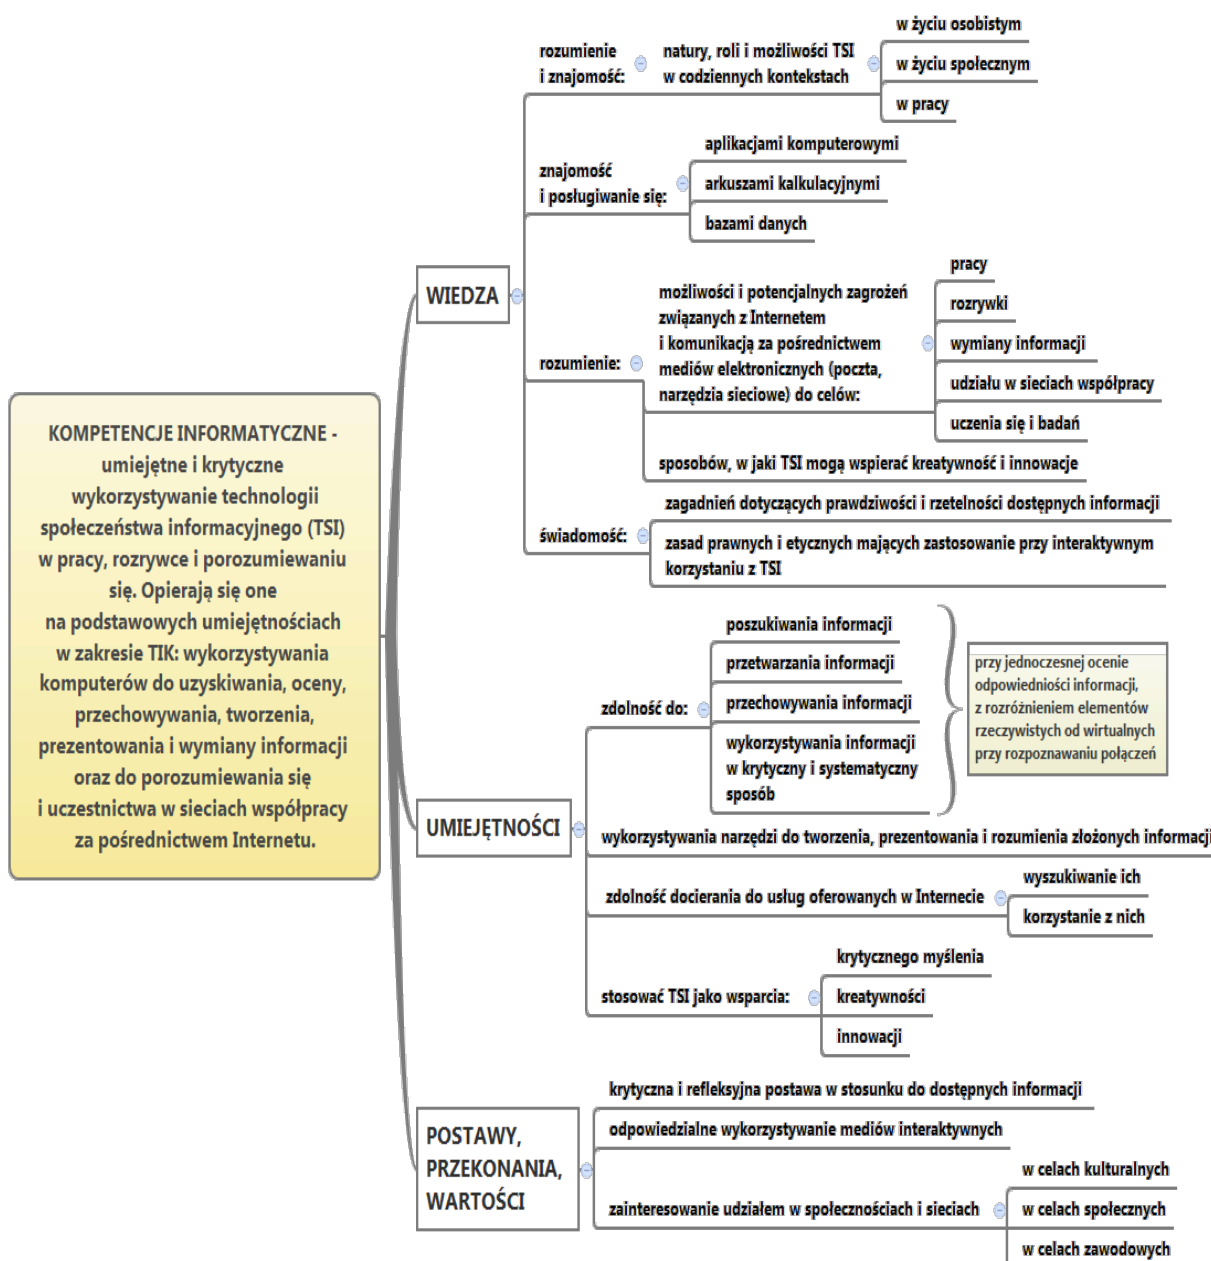 KOMPETENCJE INFORMATYCZNE -
umiejętne i krytyczne
wykorzystywanie technologii
społeczeństwa informacyjnego (TSI)
w pracy, rozrywce i porozumiewaniu
się. Opierają się one
na podstawowych umiejętnościach
w zakresie TIK: wykorzystywania
komputerów do uzyskiwania, oceny,
przechowywania, tworzenia,
prezentowania i wymiany informacji
oraz do porozumiewania się
i uczestnictwa w sieciach współpracy
za pośrednictwem Internetu.
WIEDZA
rozumienie
i znajomość:
natury, roli i możliwości TSI
w codziennych kontekstach
w życiu osobistym
w życiu społecznym
w pracy
znajomość
i posługiwanie się:
aplikacjami komputerowymi
arkuszami kalkulacyjnymi
bazami danych
rozumienie:
możliwości i potencjalnych zagrożeń
związanych z Internetem
i komunikacją za pośrednictwem
mediów elektronicznych (poczta,
narzędzia sieciowe) do celów:
pracy
rozrywki
wymiany informacji
udziału w sieciach współpracy
uczenia się i badań
sposobów, w jaki TSI mogą wspierać kreatywność i innowacje
świadomość:
zagadnień dotyczących prawdziwości i rzetelności dostępnych informacji
zasad prawnych i etycznych mających zastosowanie przy interaktywnym
korzystaniu z TSI
UMIEJĘTNOŚCI
zdolność do:
poszukiwania informacji
przetwarzania informacji
przechowywania informacji
wykorzystywania informacji
w krytyczny i systematyczny
sposób
przy jednoczesnej ocenie
odpowiedniości informacji,
z rozróżnieniem elementów
rzeczywistych od wirtualnych
przy rozpoznawaniu połączeń
wykorzystywania narzędzi do tworzenia, prezentowania i rozumienia złożonych informacji
zdolność docierania do usług oferowanych w Internecie
wyszukiwanie ich
korzystanie z nich
stosować TSI jako wsparcia:
krytycznego myślenia
kreatywności
innowacji
POSTAWY,
PRZEKONANIA,
WARTOŚCI
krytyczna i refleksyjna postawa w stosunku do dostępnych informacji
odpowiedzialne wykorzystywanie mediów interaktywnych
zainteresowanie udziałem w społecznościach i sieciach
w celach kulturalnych
w celach społecznych
w celach zawodowych